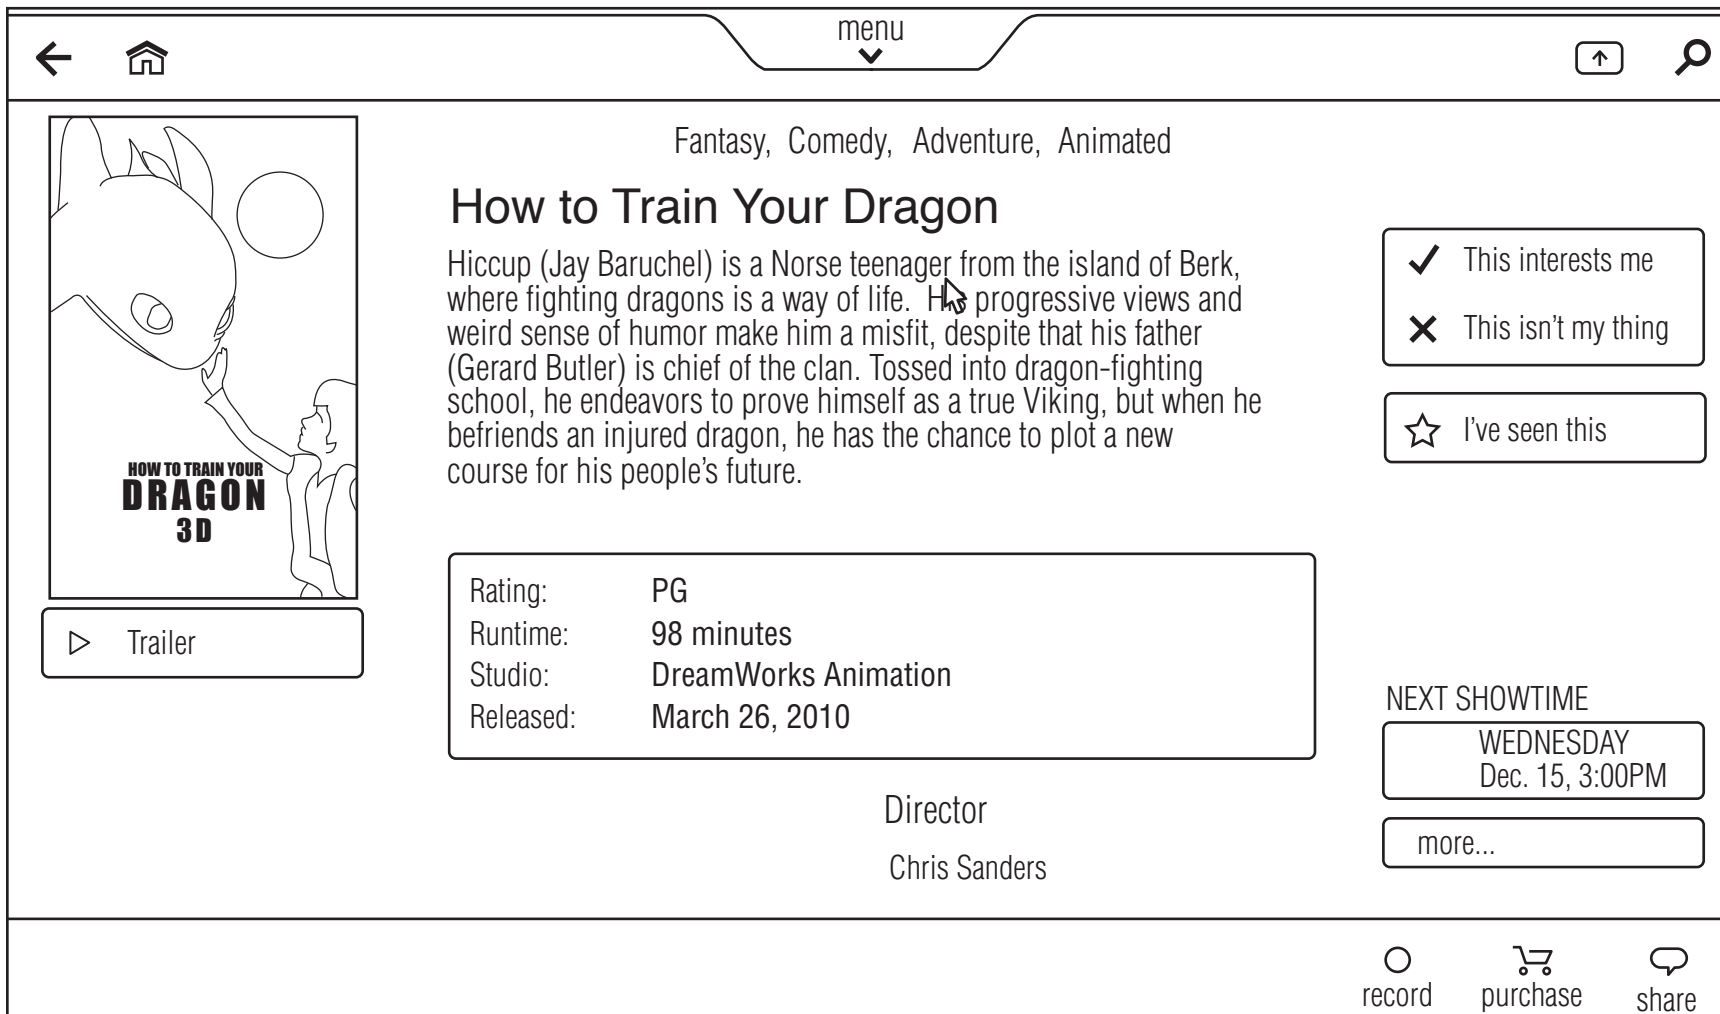 menu
Fantasy, Comedy, Adventure, Animated
How to Train Your Dragon
Hiccup (Jay Baruchel) is a Norse teenager from the island of Berk,
where fighting dragons is a way of life. His progressive views and
weird sense of humor make him a misfit, despite that his father
(Gerard Butler) is chief of the clan. Tossed into dragon-fighting
school, he endeavors to prove himself as a true Viking, but when he
befriends an injured dragon, he has the chance to plot a new
course for his people's future.
This interests me
This isn't my thing
I've seen this
HOW TO TRAIN YOUR
DRAGON
3D
Trailer
Rating: PG
Runtime: 98 minutes
Studio: DreamWorks Animation
Released: March 26, 2010
Director
Chris Sanders
NEXT SHOWTIME
WEDNESDAY
Dec. 15, 3:00PM
more...
record
purchase
share